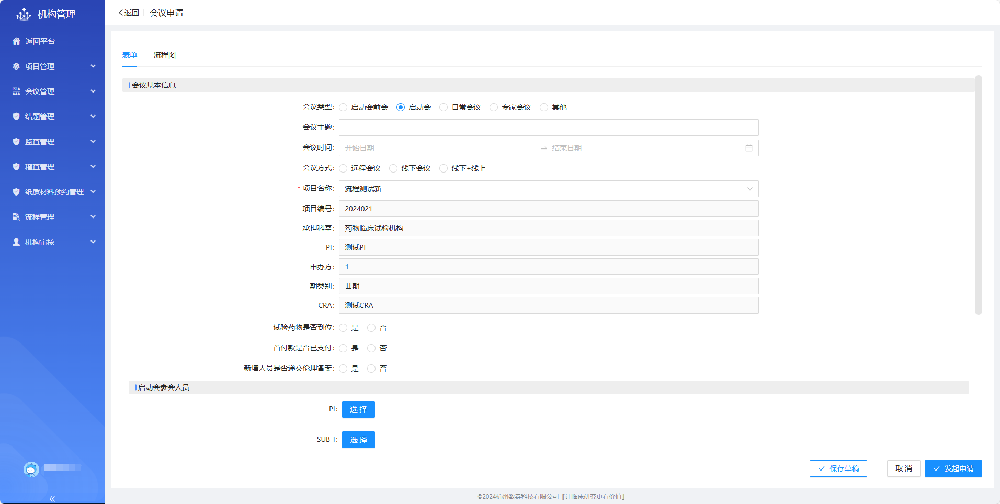 机构管理
返回平台
项目管理
会议管理
结题管理
监查管理
稽查管理
纸质材料预约管理
流程管理
机构审核
返回 会议申请
表单 流程图
会议基本信息
会议类型: 启动会前会 启动会 日常会议 专家会议 其他
会议主题:
会议时间: 开始日期 → 结束日期
会议方式: 远程会议 线下会议 线下+线上
* 项目名称: 流程测试新
项目编号: 2024021
承担科室: 药物临床试验机构
PI: 测试PI
申办方: 1
期类别: Ⅱ期
CRA: 测试CRA
试验药物是否到位: 是 否
首付款是否已支付: 是 否
新增人员是否递交伦理备案: 是 否
启动会参会人员
PI: 选 择
SUB-I: 选 择
保存草稿 取 消 发起申请
©2024杭州数垚科技有限公司『让临床研究更有价值』